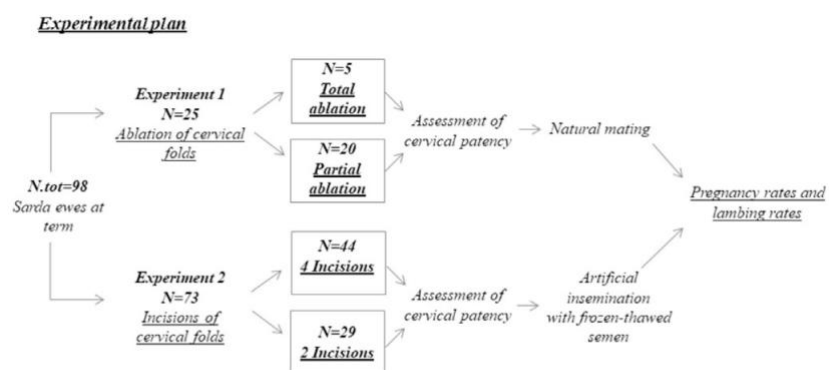 Experimental plan
N.tot=98
Sarda ewes at
term
Experiment 1
N=25
Ablation of cervical
folds
N=5
Total
ablation
N=20
Partial
ablation
Assessment of
cervical patency
Natural mating
Experiment 2
N=73
Incisions of
cervical folds
N=44
4 Incisions
N=29
2 Incisions
Assessment of
cervical patency
Artificial
insemination
with frozen-thawed
semen
Pregnancy rates and
lambing rates